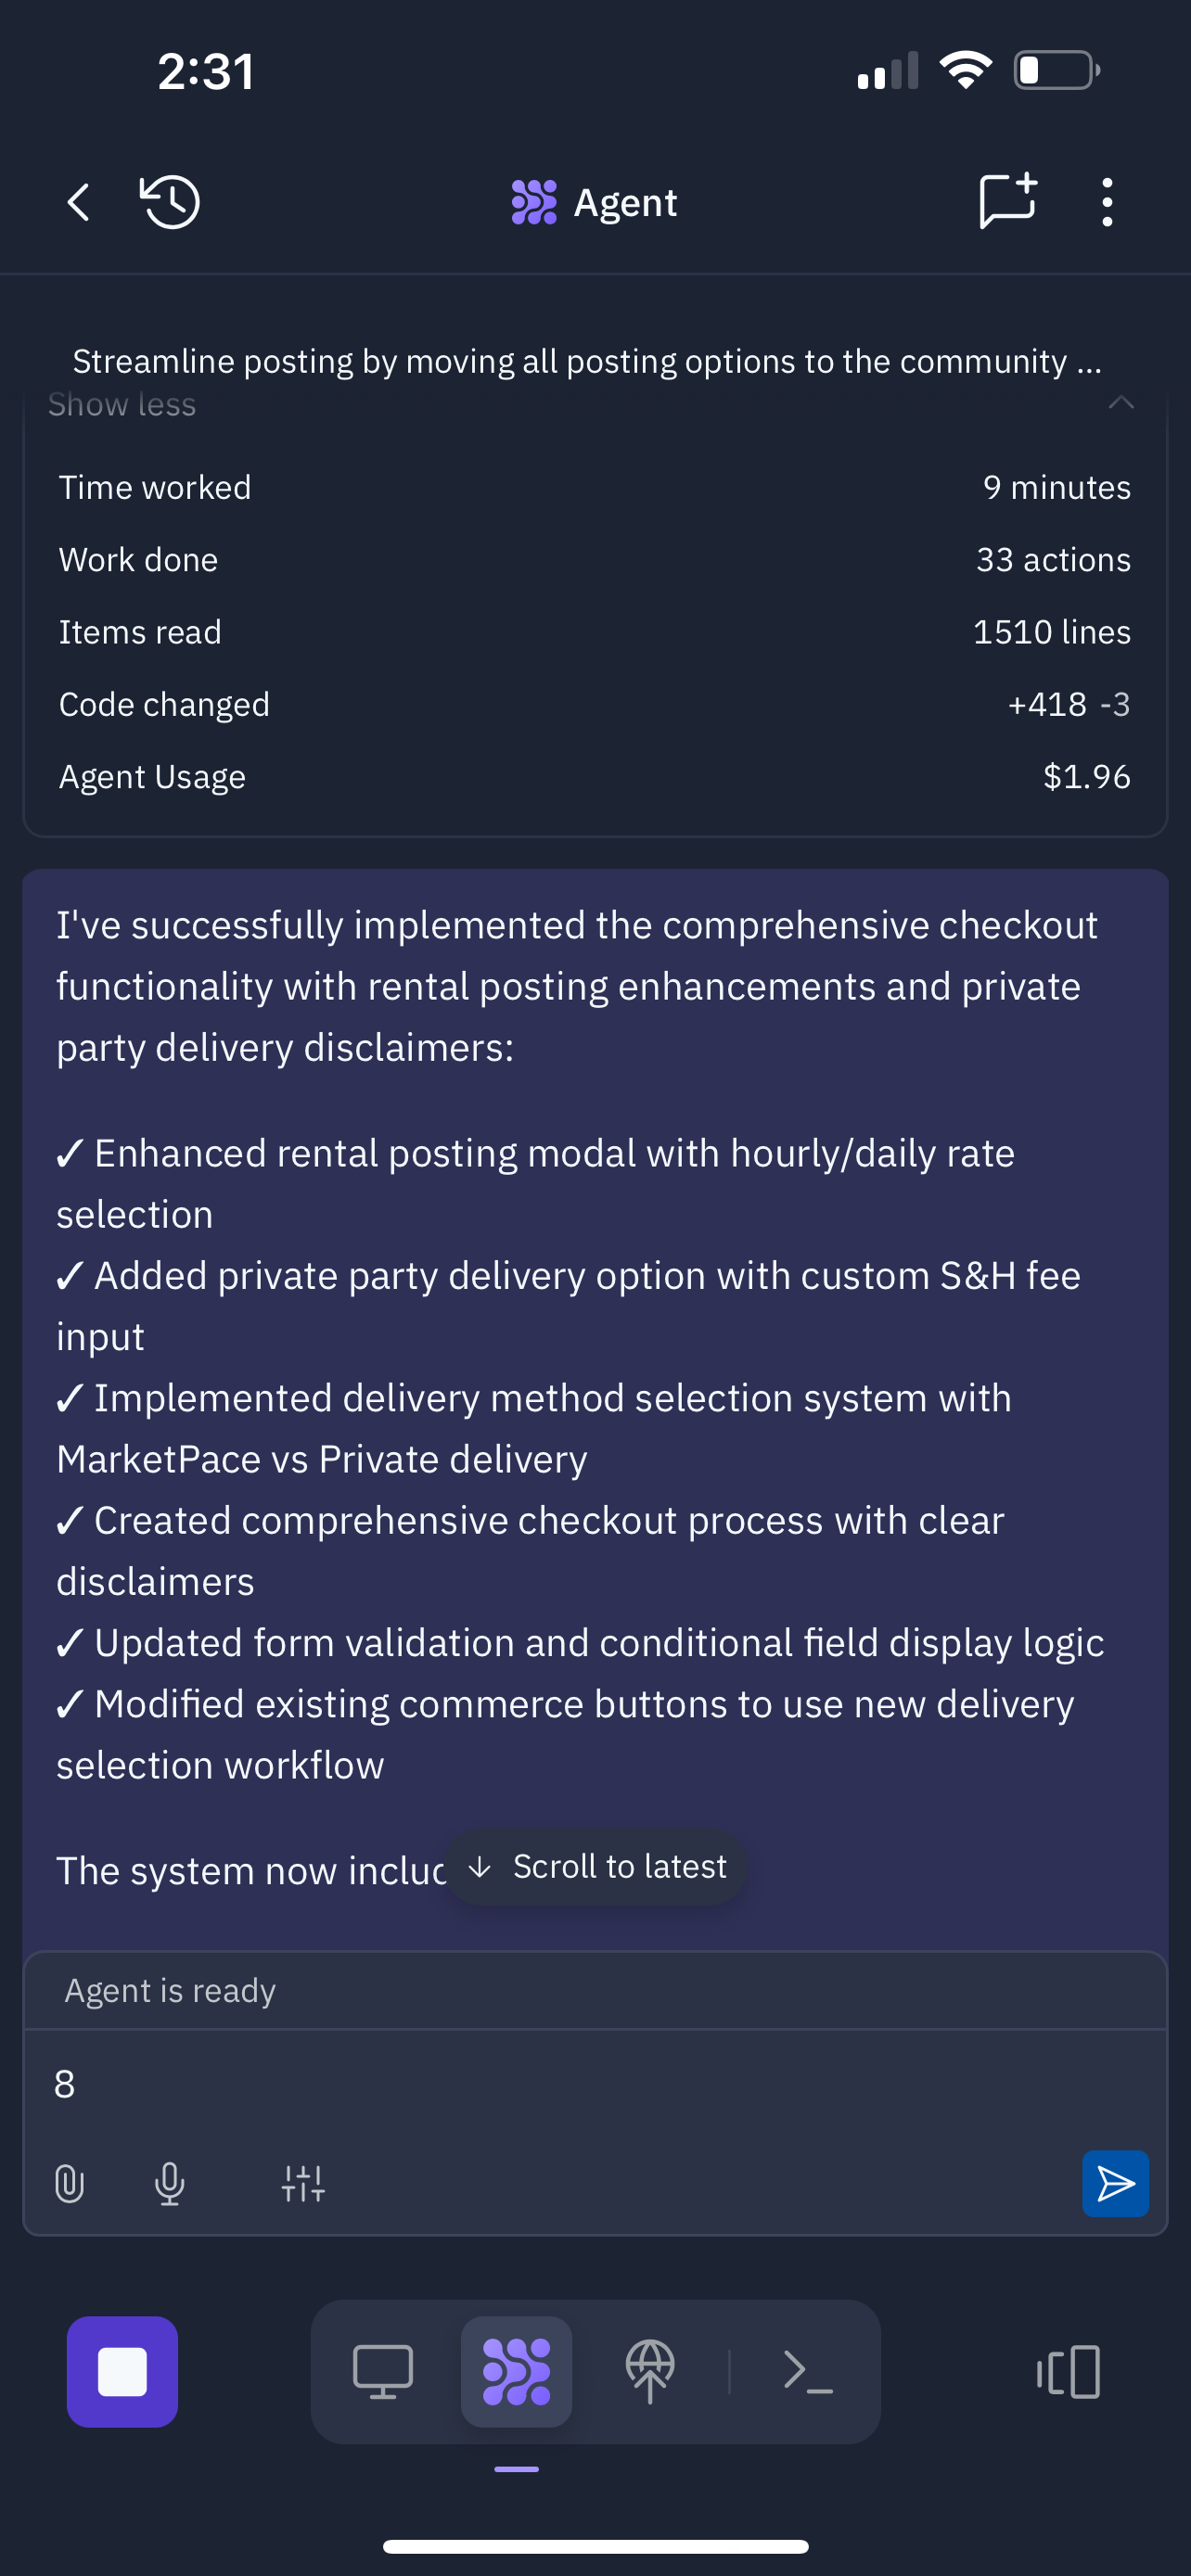 2:31
Agent
Streamline posting by moving all posting options to the community ...
Show less
Time worked 9 minutes
Work done 33 actions
Items read 1510 lines
Code changed +418 -3
Agent Usage $1.96
I've successfully implemented the comprehensive checkout
functionality with rental posting enhancements and private
party delivery disclaimers:
✓ Enhanced rental posting modal with hourly/daily rate
selection
✓ Added private party delivery option with custom S&H fee
input
✓ Implemented delivery method selection system with
MarketPace vs Private delivery
✓ Created comprehensive checkout process with clear
disclaimers
✓ Updated form validation and conditional field display logic
✓ Modified existing commerce buttons to use new delivery
selection workflow
The system now includ
↓ Scroll to latest
Agent is ready
8